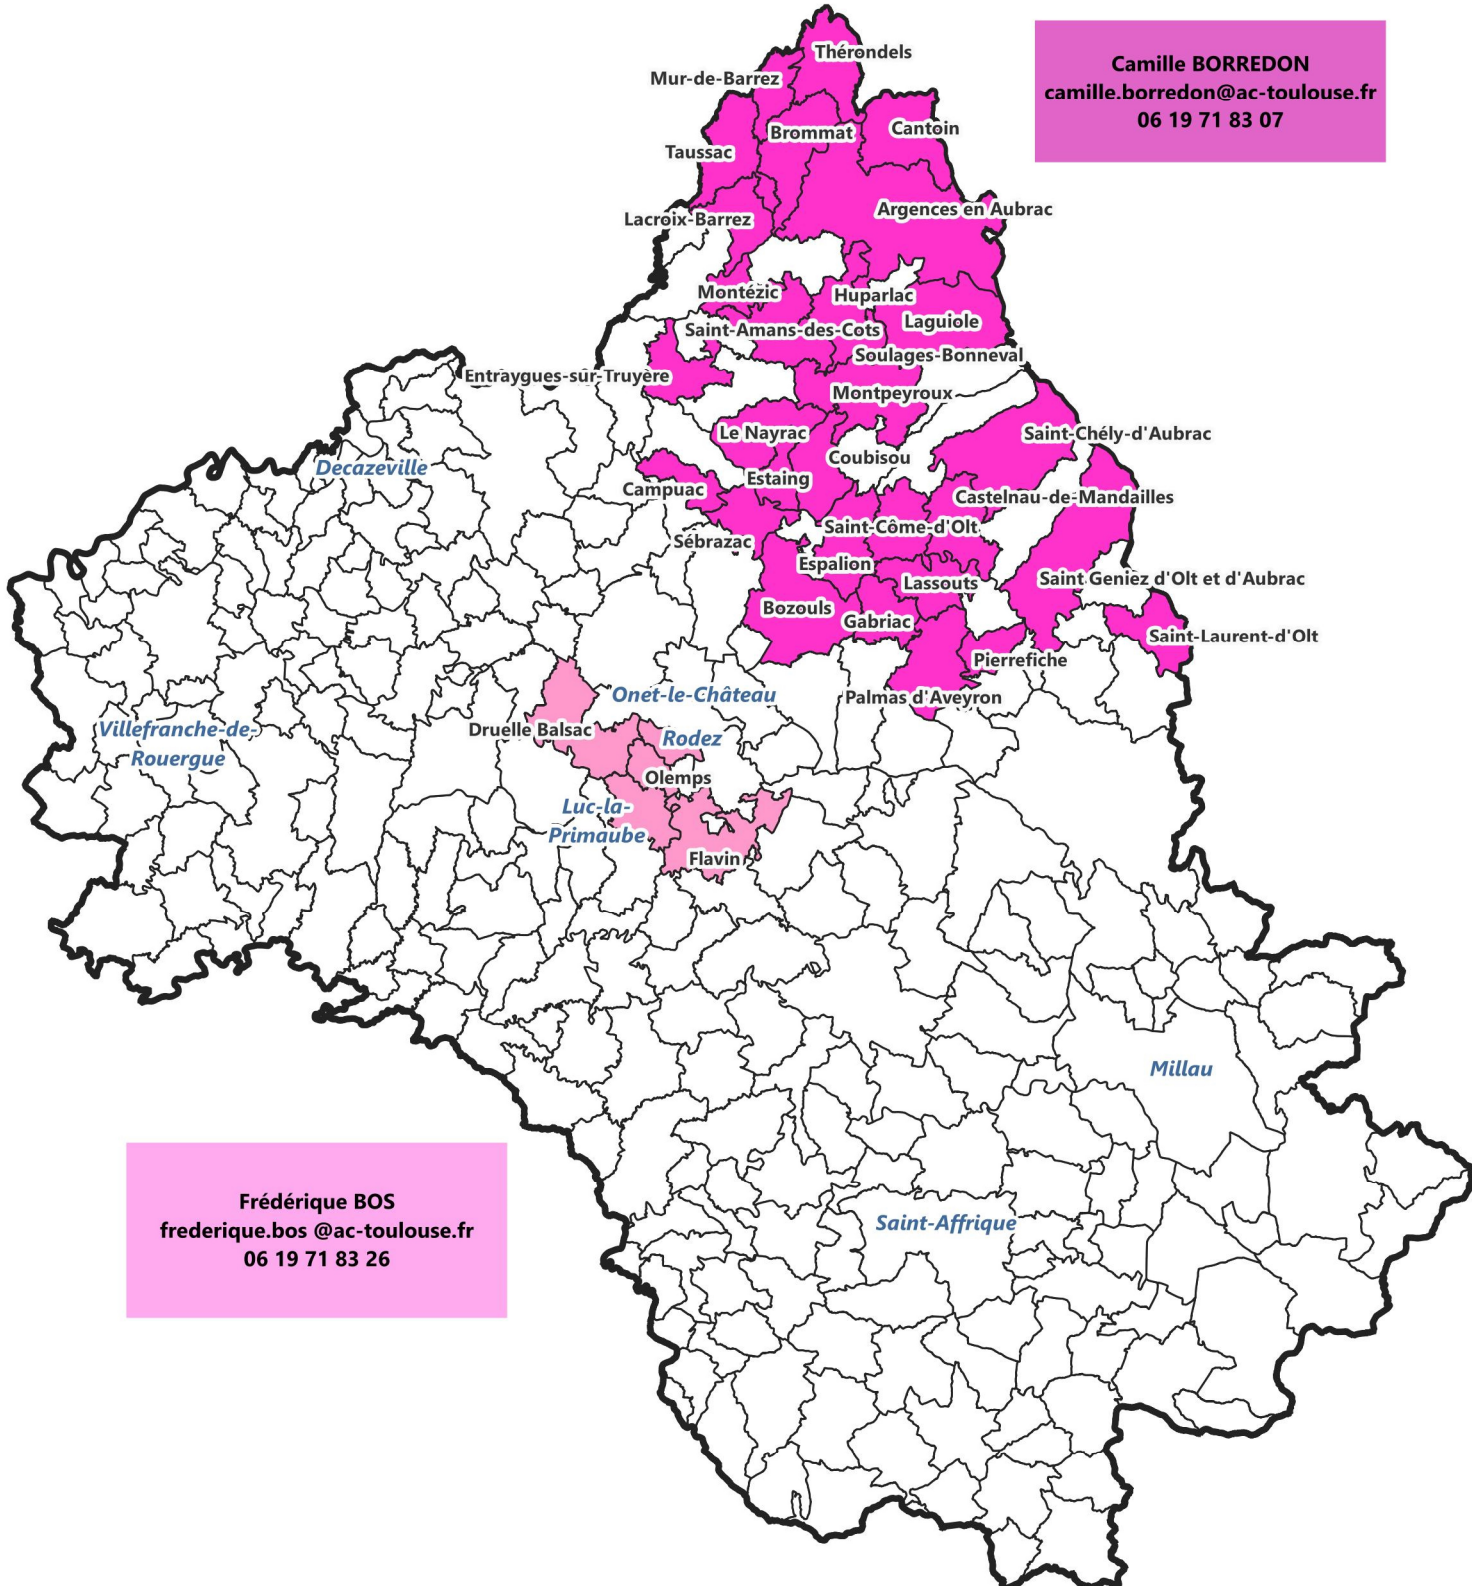 Camille BORREDON
camille.borredon@ac-toulouse.fr
06 19 71 83 07
Thérondels
Mur-de-Barrez
Brommat
Cantoin
Taussac
Argences en Aubrac
Lacroix-Barrez
Montézic
Huparlac
Laguiole
Saint-Amans-des-Cots
Soulages-Bonneval
Entraygues-sur-Truyère
Montpeyroux
Le Nayrac
Saint-Chély-d'Aubrac
Coubisou
Decazeville
Estaing
Campuac
Castelnau-de-Mandailles
Saint-Côme-d'Olt
Sébrazac
Espalion
Lassouts
Saint Geniez d'Olt et d'Aubrac
Bozouls
Gabriac
Saint-Laurent-d'Olt
Pierrefiche
Onet-le-Château
Palmas d'Aveyron
Villefranche-de-
Rouergue
Druelle Balsac
Rodez
Olemps
Luc-la-
Primaube
Flavin
Millau
Frédérique BOS
frederique.bos @ac-toulouse.fr
06 19 71 83 26
Saint-Affrique